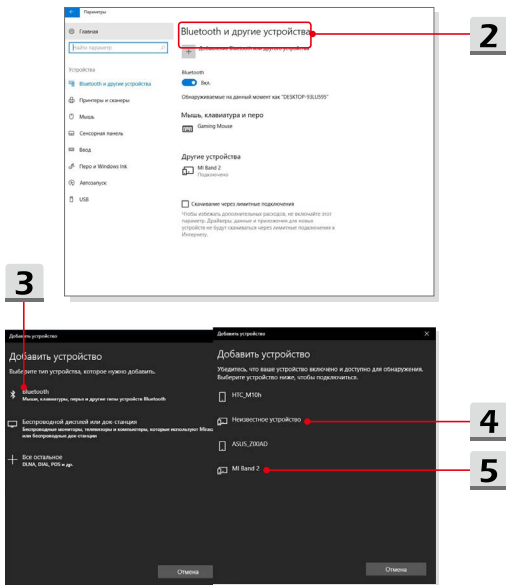 Параметры
Главная
Найти параметр
Устройства
Bluetooth и другие устройства
Принтеры и сканеры
Мышь
Сенсорная панель
Ввод
Перо и Windows Ink
Автозапуск
USB
Bluetooth и другие устройства
2
Добавление Bluetooth или другого устройства
Bluetooth
Вкл.
Обнаруживаемые на данный момент как "DESKTOP-93LU595"
Мышь, клавиатура и перо
Gaming Mouse
Другие устройства
MI Band 2
Подключено
Скачивание через лимитные подключения
Чтобы избежать дополнительных расходов, не включайте этот
параметр. Драйверы, данные и приложения для новых
устройств не будут скачиваться через лимитные подключения к
Интернету.
3
Добавить устройство
Добавить устройство
Выберите тип устройства, которое нужно добавить.
Bluetooth
Мыши, клавиатуры, перья и другие типы устройств Bluetooth
Беспроводной дисплей или док-станция
Беспроводные мониторы, телевизоры и компьютеры, которые используют Mirac
или беспроводные док-станции
Все остальное
DLNA, DIAL, POS и др.
Отмена
Добавить устройство
Добавить устройство
Убедитесь, что ваше устройство включено и доступно для обнаружения.
Выберите устройство ниже, чтобы подключиться.
HTC_M10h
Неизвестное устройство
4
ASUS_Z00AD
MI Band 2
5
Отмена